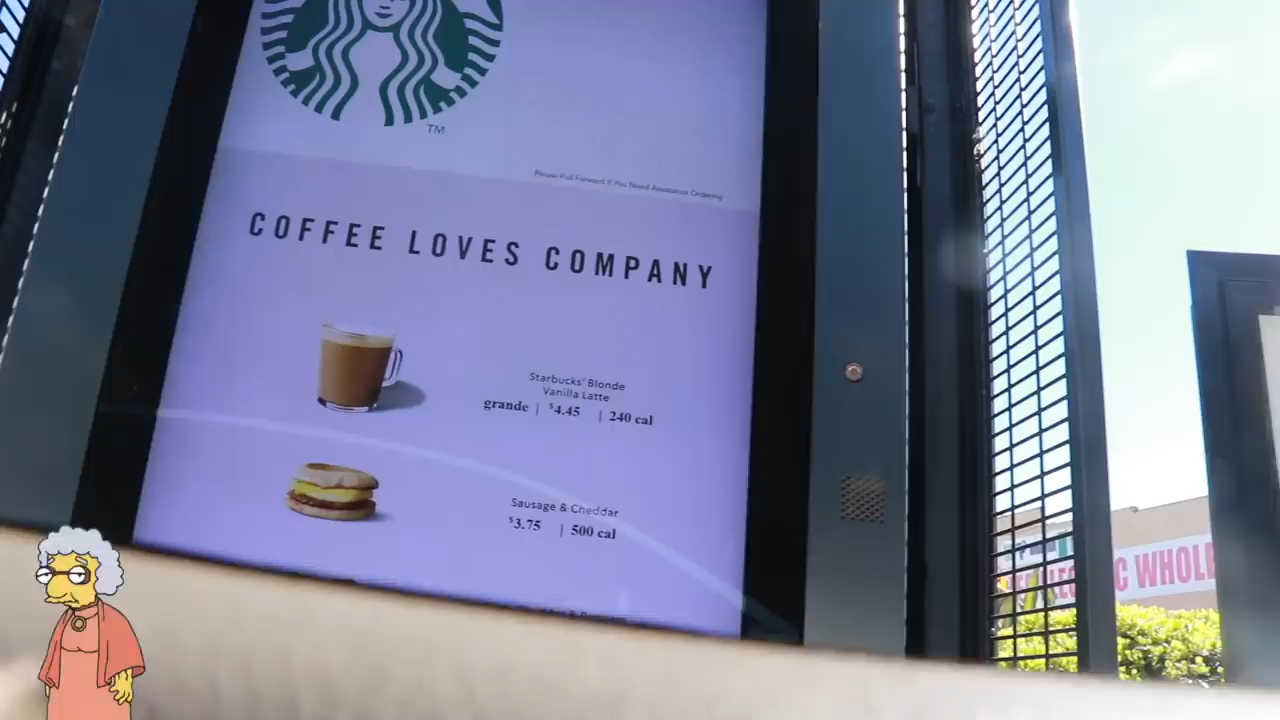 TM
Please Pull Forward If You Need Assistance Ordering
COFFEE LOVES COMPANY
Starbucks® Blonde
Vanilla Latte
grande | $4.45 | 240 cal
Sausage & Cheddar
$3.75 | 500 cal
C WHOL